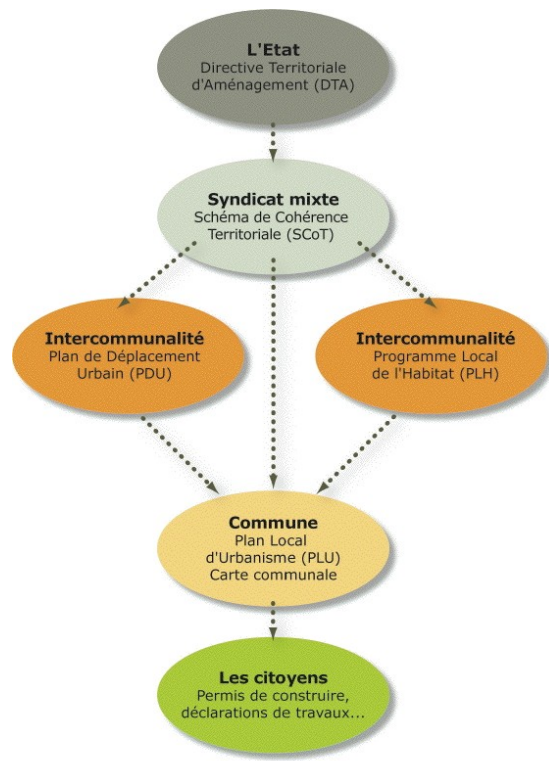 L'Etat
Directive Territoriale
d'Aménagement (DTA)
Syndicat mixte
Schéma de Cohérence
Territoriale (SCoT)
Intercommunalité
Plan de Déplacement
Urbain (PDU)
Intercommunalité
Programme Local
de l'Habitat (PLH)
Commune
Plan Local
d'Urbanisme (PLU)
Carte communale
Les citoyens
Permis de construire,
déclarations de travaux...